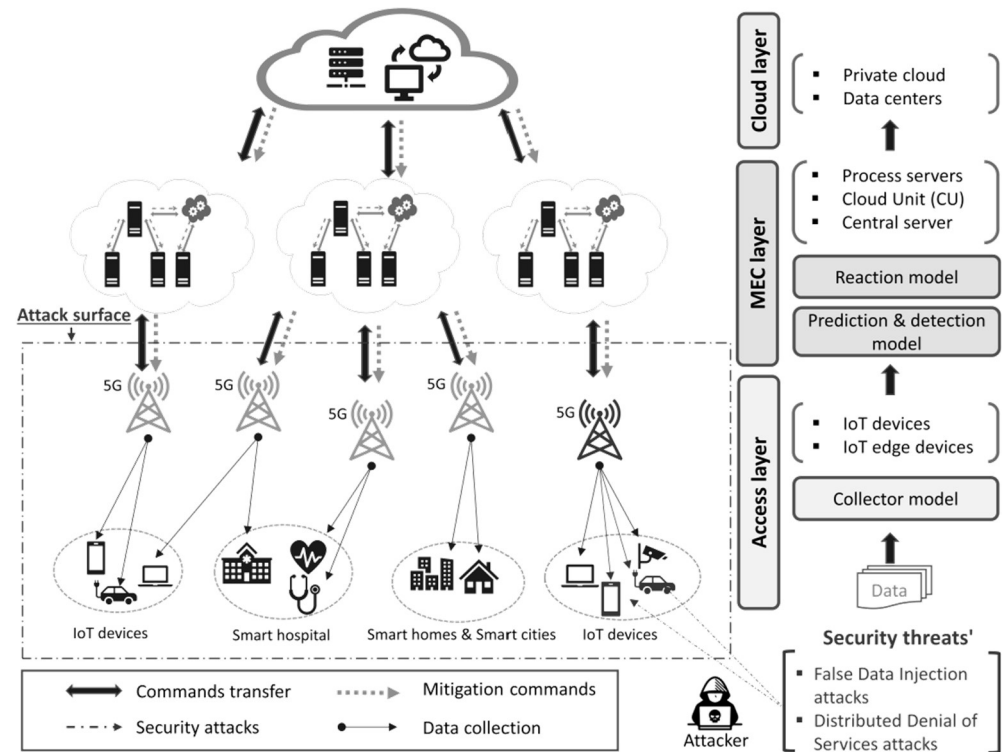 Attack surface
5G
5G
5G
5G
5G
IoT devices
Smart hospital
Smart homes & Smart cities
IoT devices
Commands transfer
Mitigation commands
Security attacks
Data collection
Attacker
Cloud layer
Private cloud
Data centers
MEC layer
Process servers
Cloud Unit (CU)
Central server
Reaction model
Prediction & detection
model
Access layer
IoT devices
IoT edge devices
Collector model
Data
Security threats'
False Data Injection
attacks
Distributed Denial of
Services attacks